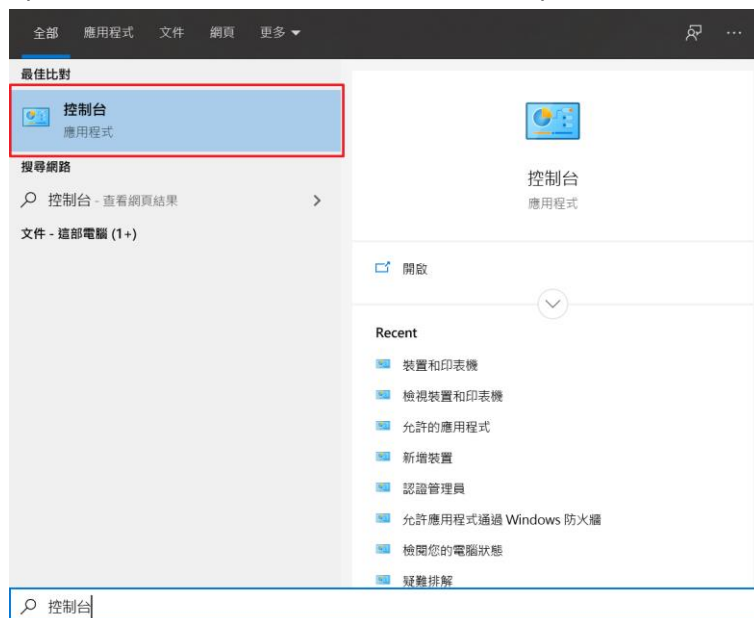 全部 應用程式 文件 網頁 更多
最佳比對
控制台
應用程式
搜尋網路
控制台 - 查看網頁結果
文件 - 這部電腦 (1+)
控制台
應用程式
開啟
Recent
裝置和印表機
檢視裝置和印表機
允許的應用程式
新增裝置
認證管理員
允許應用程式通過 Windows 防火牆
檢閱您的電腦狀態
疑難排解
控制台